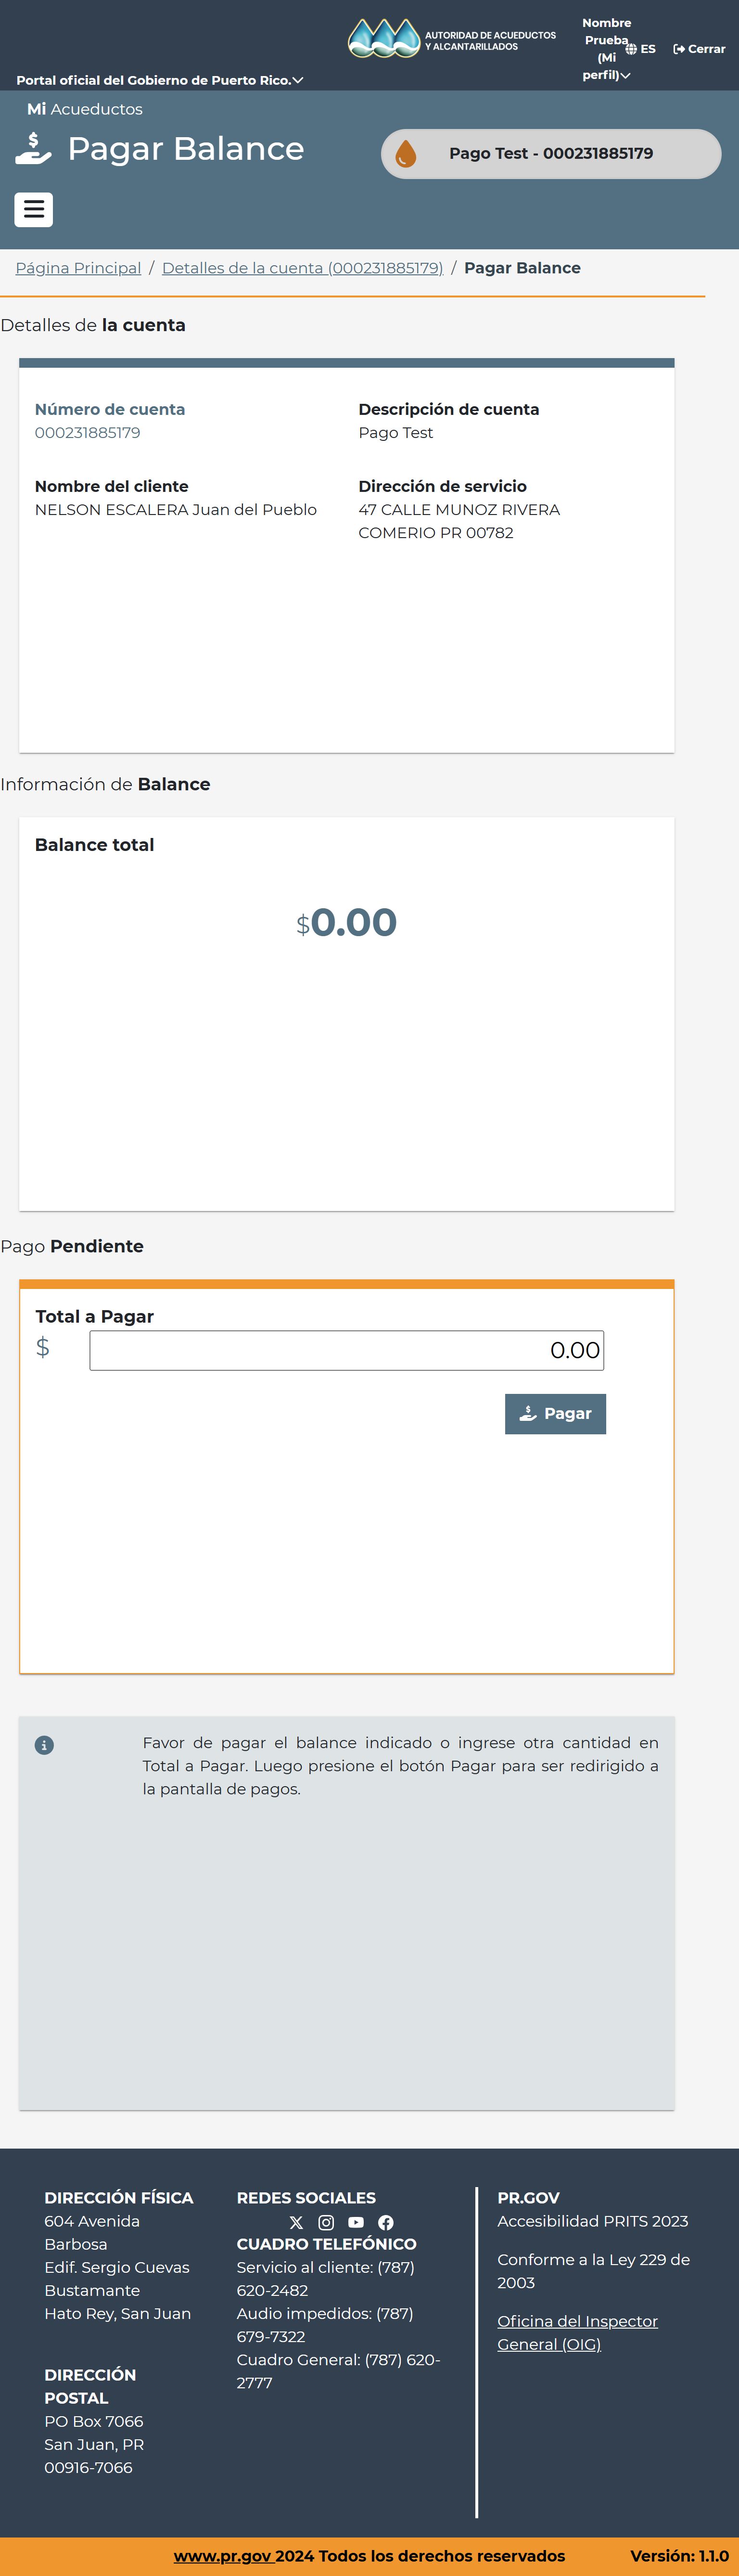 AUTORIDAD DE ACUEDUCTOS
Y ALCANTARILLADOS
Nombre
Prueba
(Mi
perfil)
ES
Cerrar
Portal oficial del Gobierno de Puerto Rico.
Mi Acueductos
Pagar Balance
Pago Test - 000231885179
Página Principal / Detalles de la cuenta (000231885179) / Pagar Balance
Detalles de la cuenta
Número de cuenta
000231885179
Descripción de cuenta
Pago Test
Nombre del cliente
NELSON ESCALERA Juan del Pueblo
Dirección de servicio
47 CALLE MUNOZ RIVERA
COMERIO PR 00782
Información de Balance
Balance total
$0.00
Pago Pendiente
Total a Pagar
$ 0.00
Pagar
Favor de pagar el balance indicado o ingrese otra cantidad en
Total a Pagar. Luego presione el botón Pagar para ser redirigido a
la pantalla de pagos.
DIRECCIÓN FÍSICA
604 Avenida
Barbosa
Edif. Sergio Cuevas
Bustamante
Hato Rey, San Juan
DIRECCIÓN
POSTAL
PO Box 7066
San Juan, PR
00916-7066
REDES SOCIALES
CUADRO TELEFÓNICO
Servicio al cliente: (787)
620-2482
Audio impedidos: (787)
679-7322
Cuadro General: (787) 620-
2777
PR.GOV
Accesibilidad PRITS 2023
Conforme a la Ley 229 de
2003
Oficina del Inspector
General (OIG)
www.pr.gov 2024 Todos los derechos reservados
Versión: 1.1.0